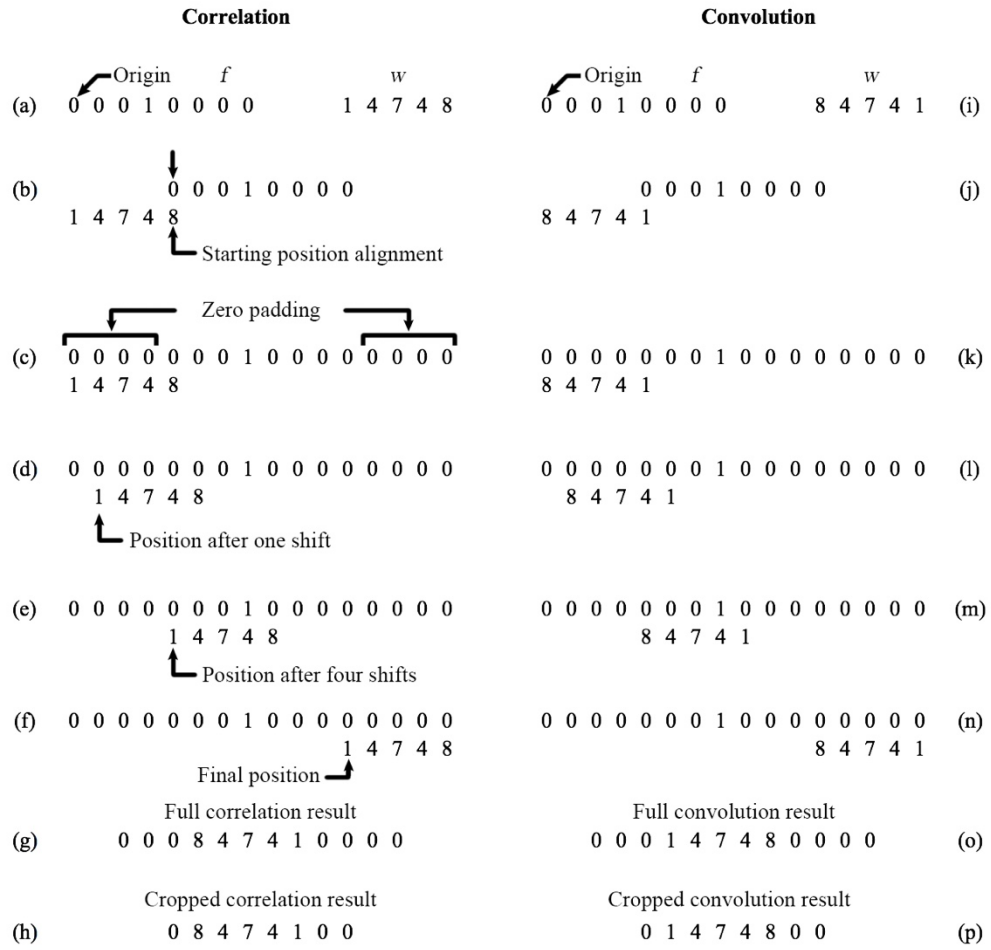 Correlation Convolution
Origin f w Origin f w
(a) 0 0 0 1 0 0 0 0 1 4 7 4 8 0 0 0 1 0 0 0 0 8 4 7 4 1 (i)
(b) 0 0 0 1 0 0 0 0 0 0 0 1 0 0 0 0 (j)
1 4 7 4 8 8 4 7 4 1
Starting position alignment
Zero padding
(c) 0 0 0 0 0 0 0 1 0 0 0 0 0 0 0 0 0 0 0 0 0 0 0 1 0 0 0 0 0 0 0 0 (k)
1 4 7 4 8 8 4 7 4 1
(d) 0 0 0 0 0 0 0 1 0 0 0 0 0 0 0 0 0 0 0 0 0 0 0 1 0 0 0 0 0 0 0 0 (l)
1 4 7 4 8 8 4 7 4 1
Position after one shift
(e) 0 0 0 0 0 0 0 1 0 0 0 0 0 0 0 0 0 0 0 0 0 0 0 1 0 0 0 0 0 0 0 0 (m)
1 4 7 4 8 8 4 7 4 1
Position after four shifts
(f) 0 0 0 0 0 0 0 1 0 0 0 0 0 0 0 0 0 0 0 0 0 0 0 1 0 0 0 0 0 0 0 0 (n)
1 4 7 4 8 8 4 7 4 1
Final position
Full correlation result Full convolution result
(g) 0 0 0 8 4 7 4 1 0 0 0 0 0 0 0 1 4 7 4 8 0 0 0 0 (o)
Cropped correlation result Cropped convolution result
(h) 0 8 4 7 4 1 0 0 0 1 4 7 4 8 0 0 (p)